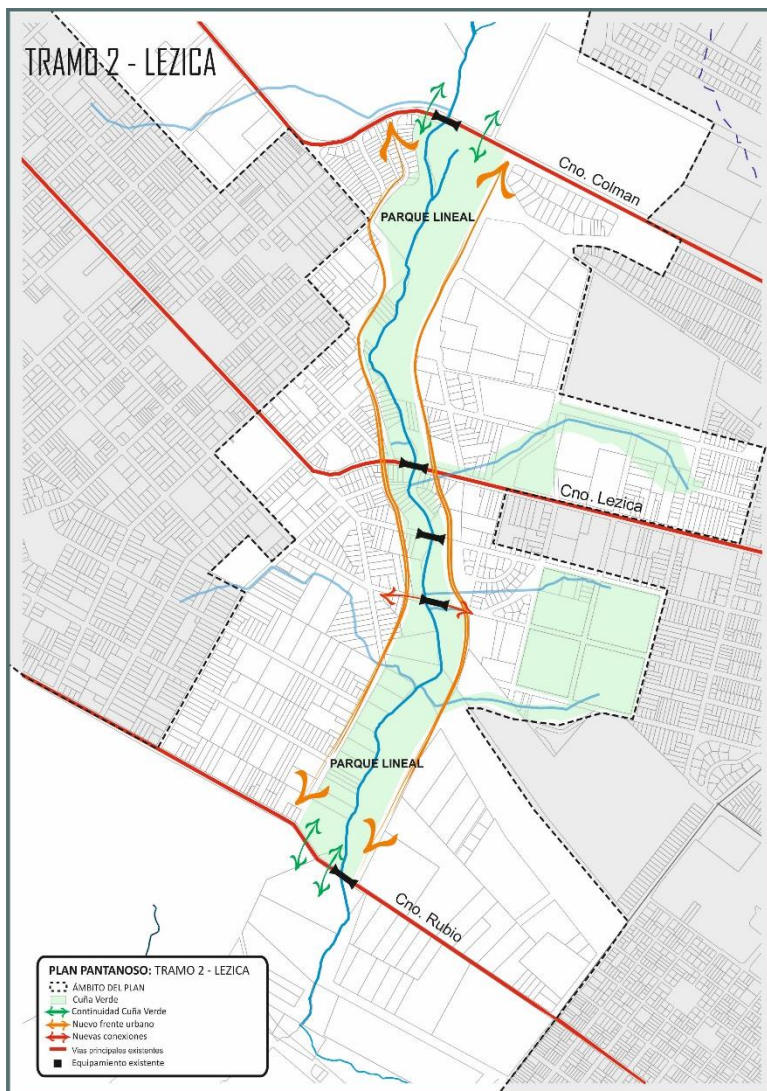 TRAMO 2 - LEZICA
Cno. Colman
PARQUE LINEAL
Cno. Lezica
PARQUE LINEAL
Cno. Rubio
PLAN PANTANOSO: TRAMO 2 - LEZICA
ÁMBITO DEL PLAN
Cuña Verde
Continuidad Cuña Verde
Nuevo frente urbano
Nuevas conexiones
Vias principales existentes
Equipamiento existente